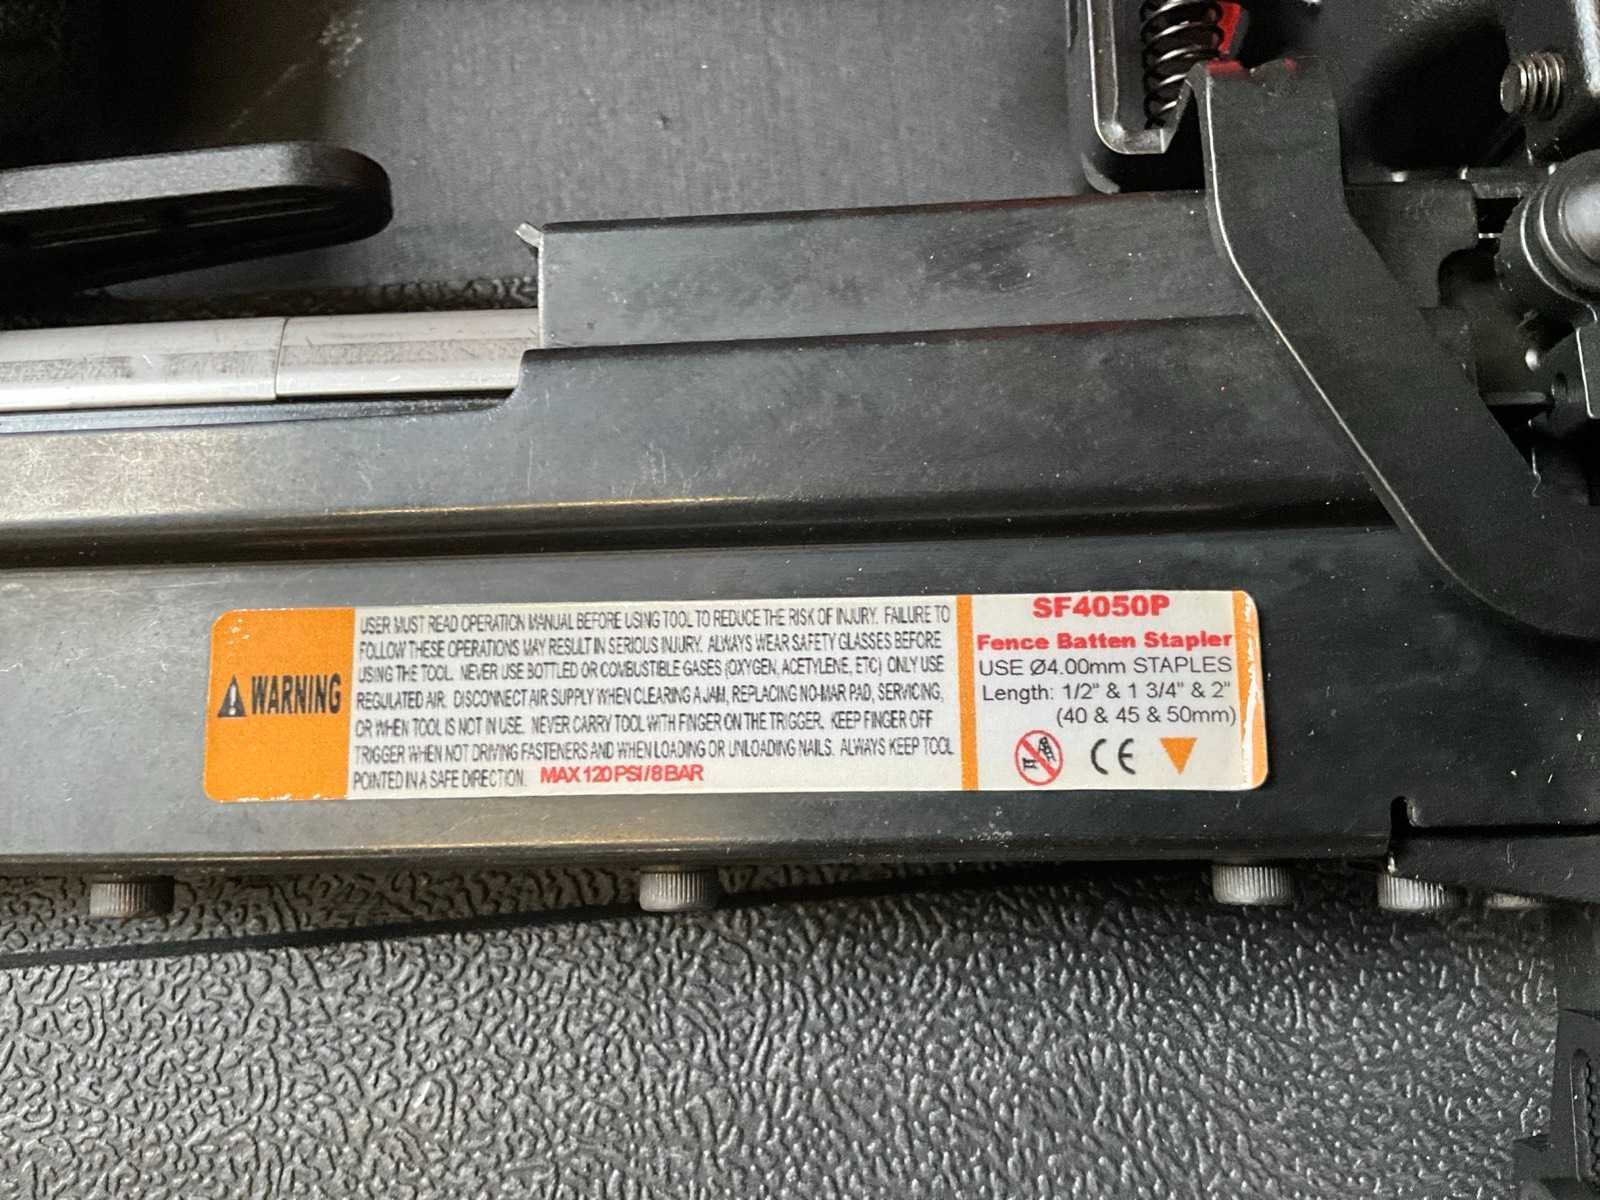 WARNING
USER MUST READ OPERATION MANUAL BEFORE USING TOOL TO REDUCE THE RISK OF INJURY. FAILURE TO
FOLLOW THESE OPERATIONS MAY RESULT IN SERIOUS INJURY. ALWAYS WEAR SAFETY GLASSES BEFORE
USING THE TOOL. NEVER USE BOTTLED OR COMBUSTIBLE GASES (OXYGEN, ACETYLENE, ETC) ONLY USE
REGULATED AIR. DISCONNECT AIR SUPPLY WHEN CLEARING A JAM, REPLACING NO-MAR PAD, SERVICING,
OR WHEN TOOL IS NOT IN USE. NEVER CARRY TOOL WITH FINGER ON THE TRIGGER. KEEP FINGER OFF
TRIGGER WHEN NOT DRIVING FASTENERS AND WHEN LOADING OR UNLOADING NAILS. ALWAYS KEEP TOOL
POINTED IN A SAFE DIRECTION. MAX 120 PSI/8 BAR
SF4050P
Fence Batten Stapler
USE Ø4.00mm STAPLES
Length: 1/2" & 1 3/4" & 2"
(40 & 45 & 50mm)
CE